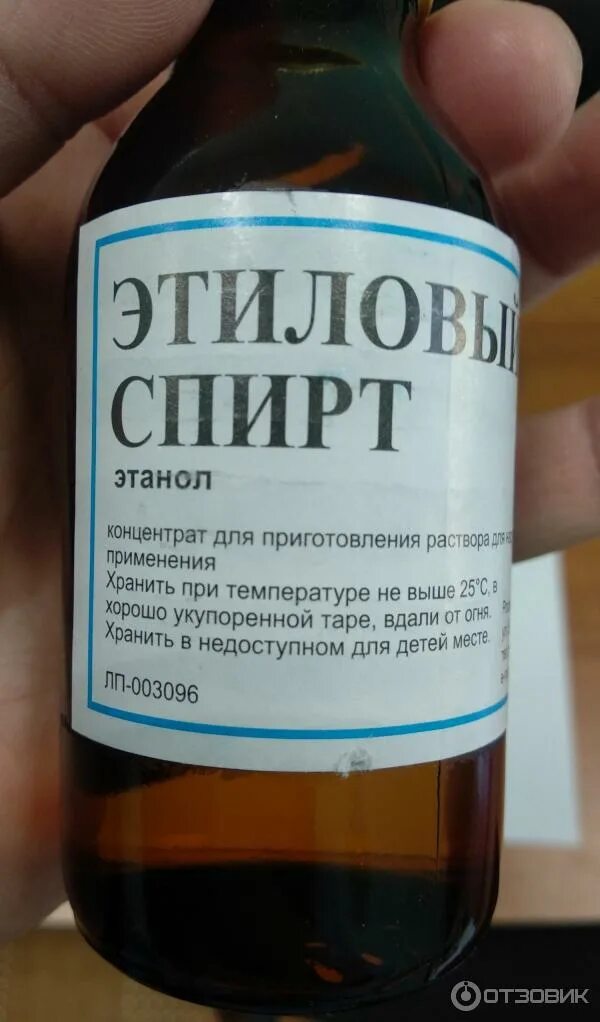 ЭТИЛОВЫЙ
СПИРТ
этанол
концентрат для приготовления раствора для
применения
Хранить при температуре не выше 25°С, в
хорошо укупоренной таре, вдали от огня.
Хранить в недоступном для детей месте.
ЛП-003096
ОТЗОВИК